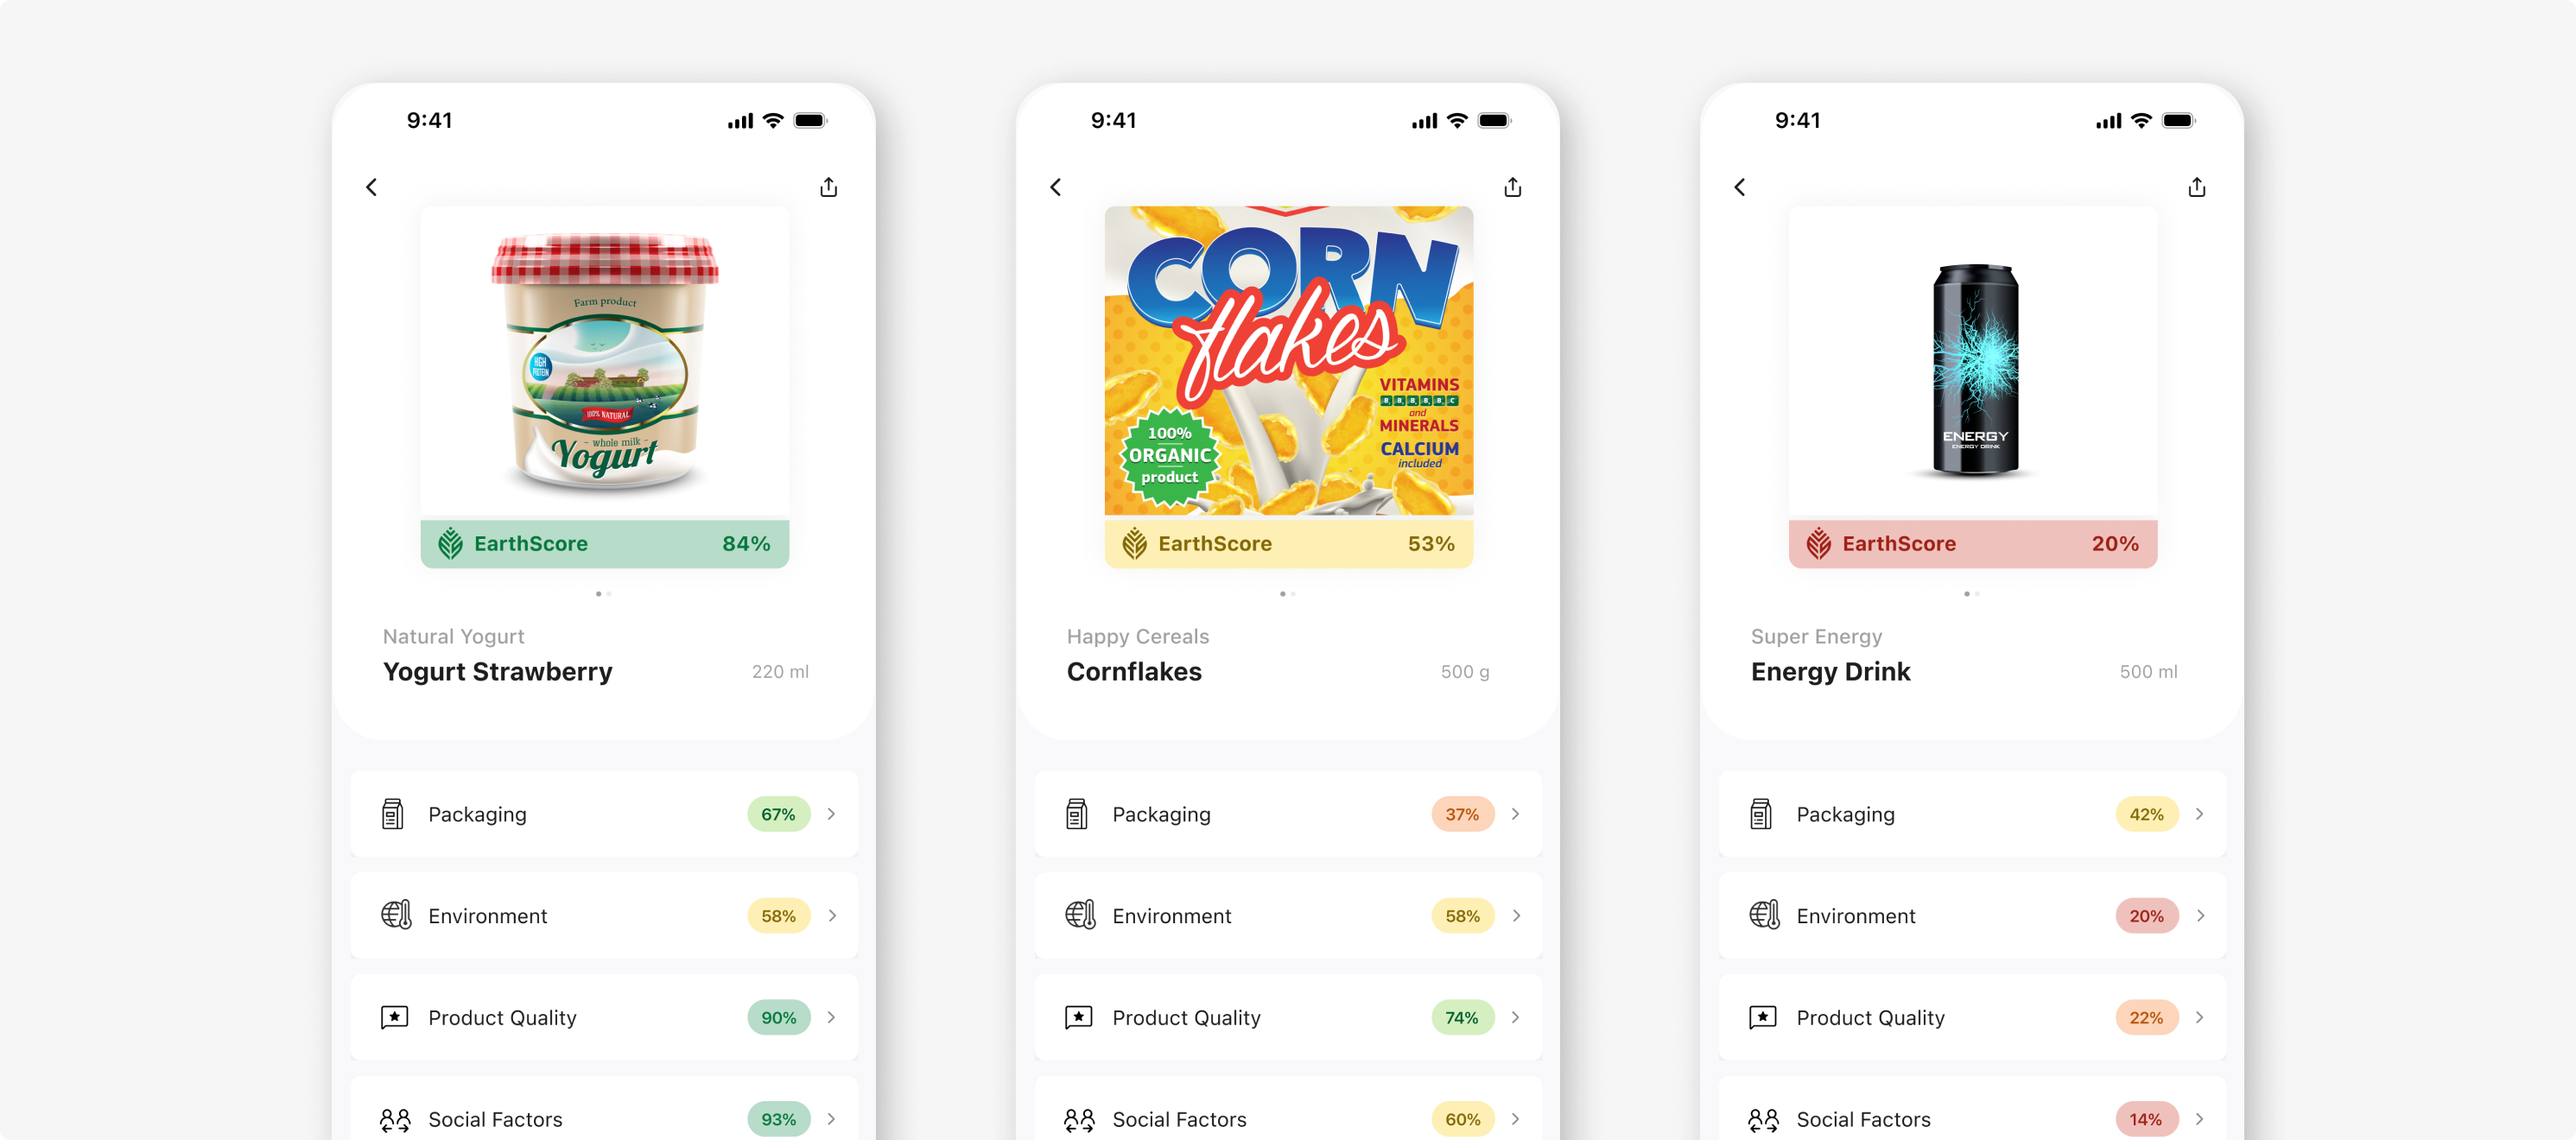 9:41
Farm product
HIGH
PROTEIN
100% NATURAL
- whole milk -
Yogurt
EarthScore 84%
Natural Yogurt
Yogurt Strawberry 220 ml
Packaging 67%
Environment 58%
Product Quality 90%
Social Factors 93%
9:41
CORN
flakes
VITAMINS
and
MINERALS
CALCIUM
included
100%
ORGANIC
product
EarthScore 53%
Happy Cereals
Cornflakes 500 g
Packaging 37%
Environment 58%
Product Quality 74%
Social Factors 60%
9:41
ENERGY
ENERGY DRINK
EarthScore 20%
Super Energy
Energy Drink 500 ml
Packaging 42%
Environment 20%
Product Quality 22%
Social Factors 14%